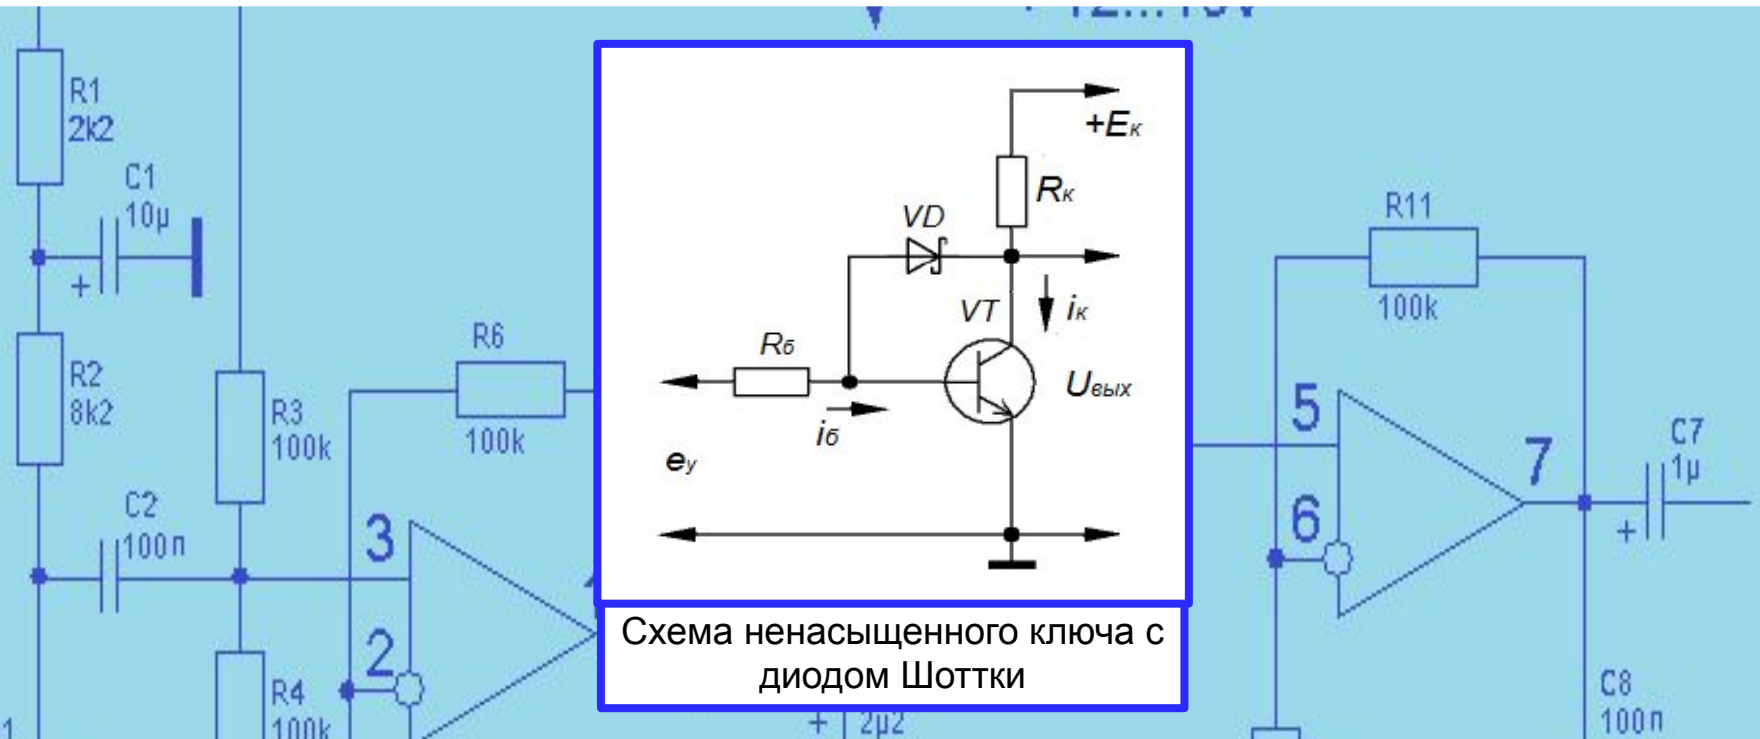 R1
2k2
C1
10μ
+
R2
8k2
R3
100k
C2
100n
R6
100k
3
2
R4
100k
+Eк
Rк
VD
VT
iк
Rб
iб
Uвых
eу
Схема ненасыщенного ключа с
диодом Шоттки
+
2μ2
R11
100k
5
6
7
C7
1μ
+
C8
100n